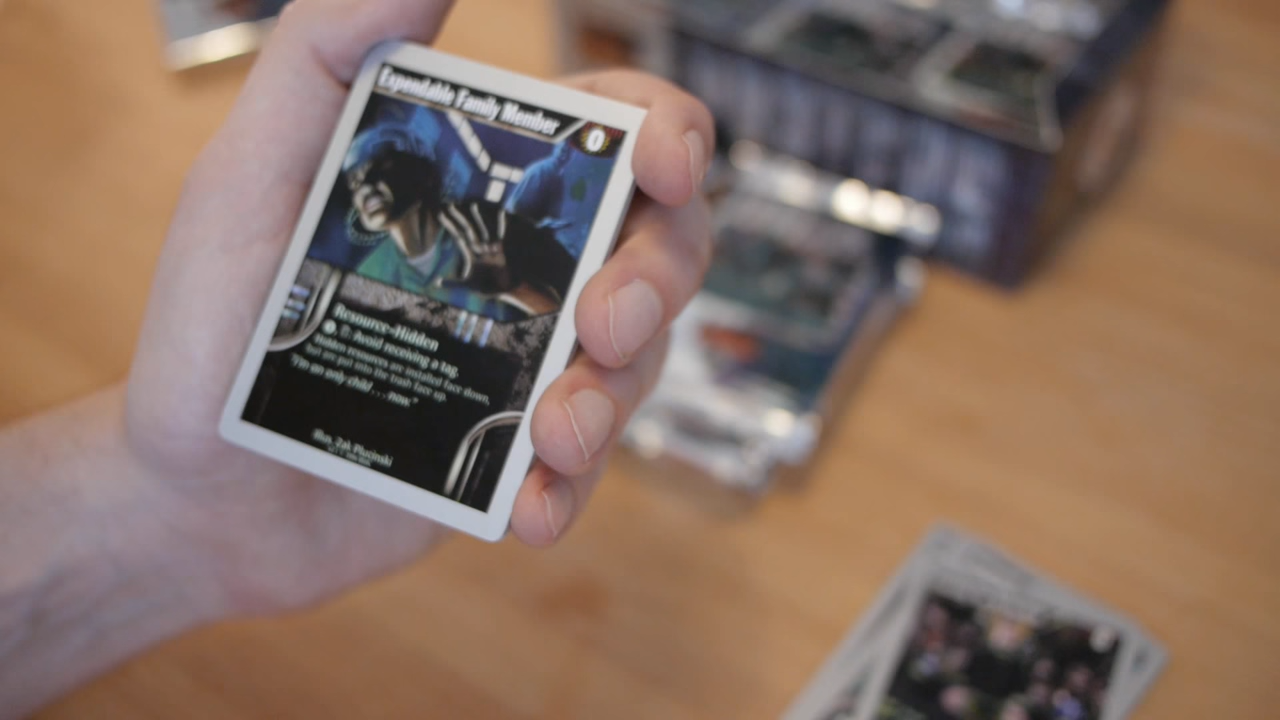 Expendable Family Member
0
Resource-Hidden
Avoid receiving a tag.
Hidden resources are installed face down,
but are put into the trash face up.
"I'm an only child . . . now."
Illus. Zak Plucinski